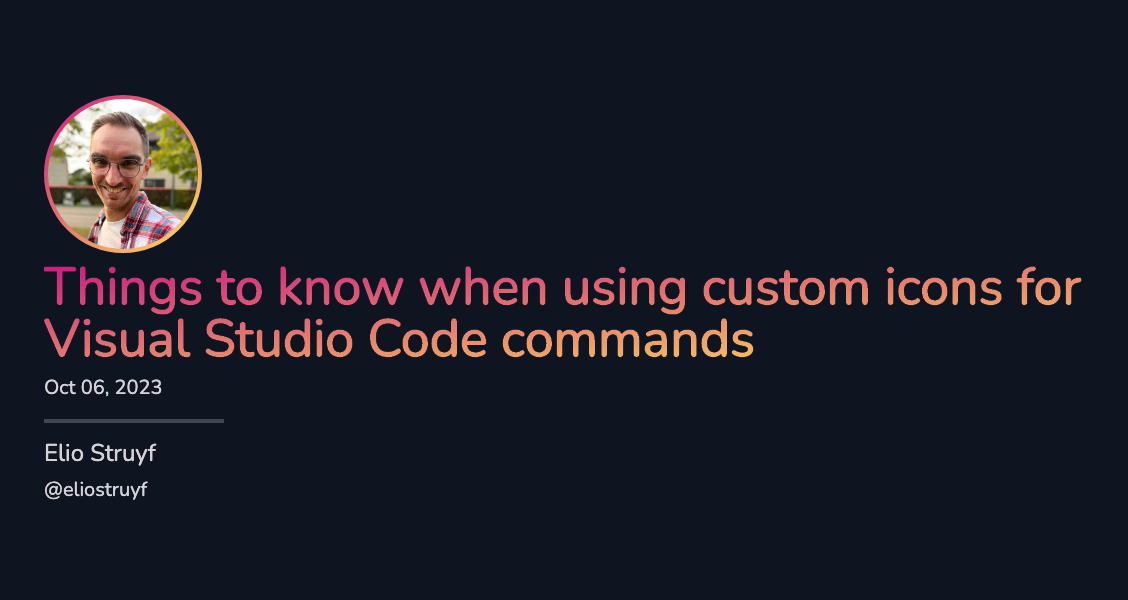 Things to know when using custom icons for
Visual Studio Code commands
Oct 06, 2023
Elio Struyf
@eliostruyf